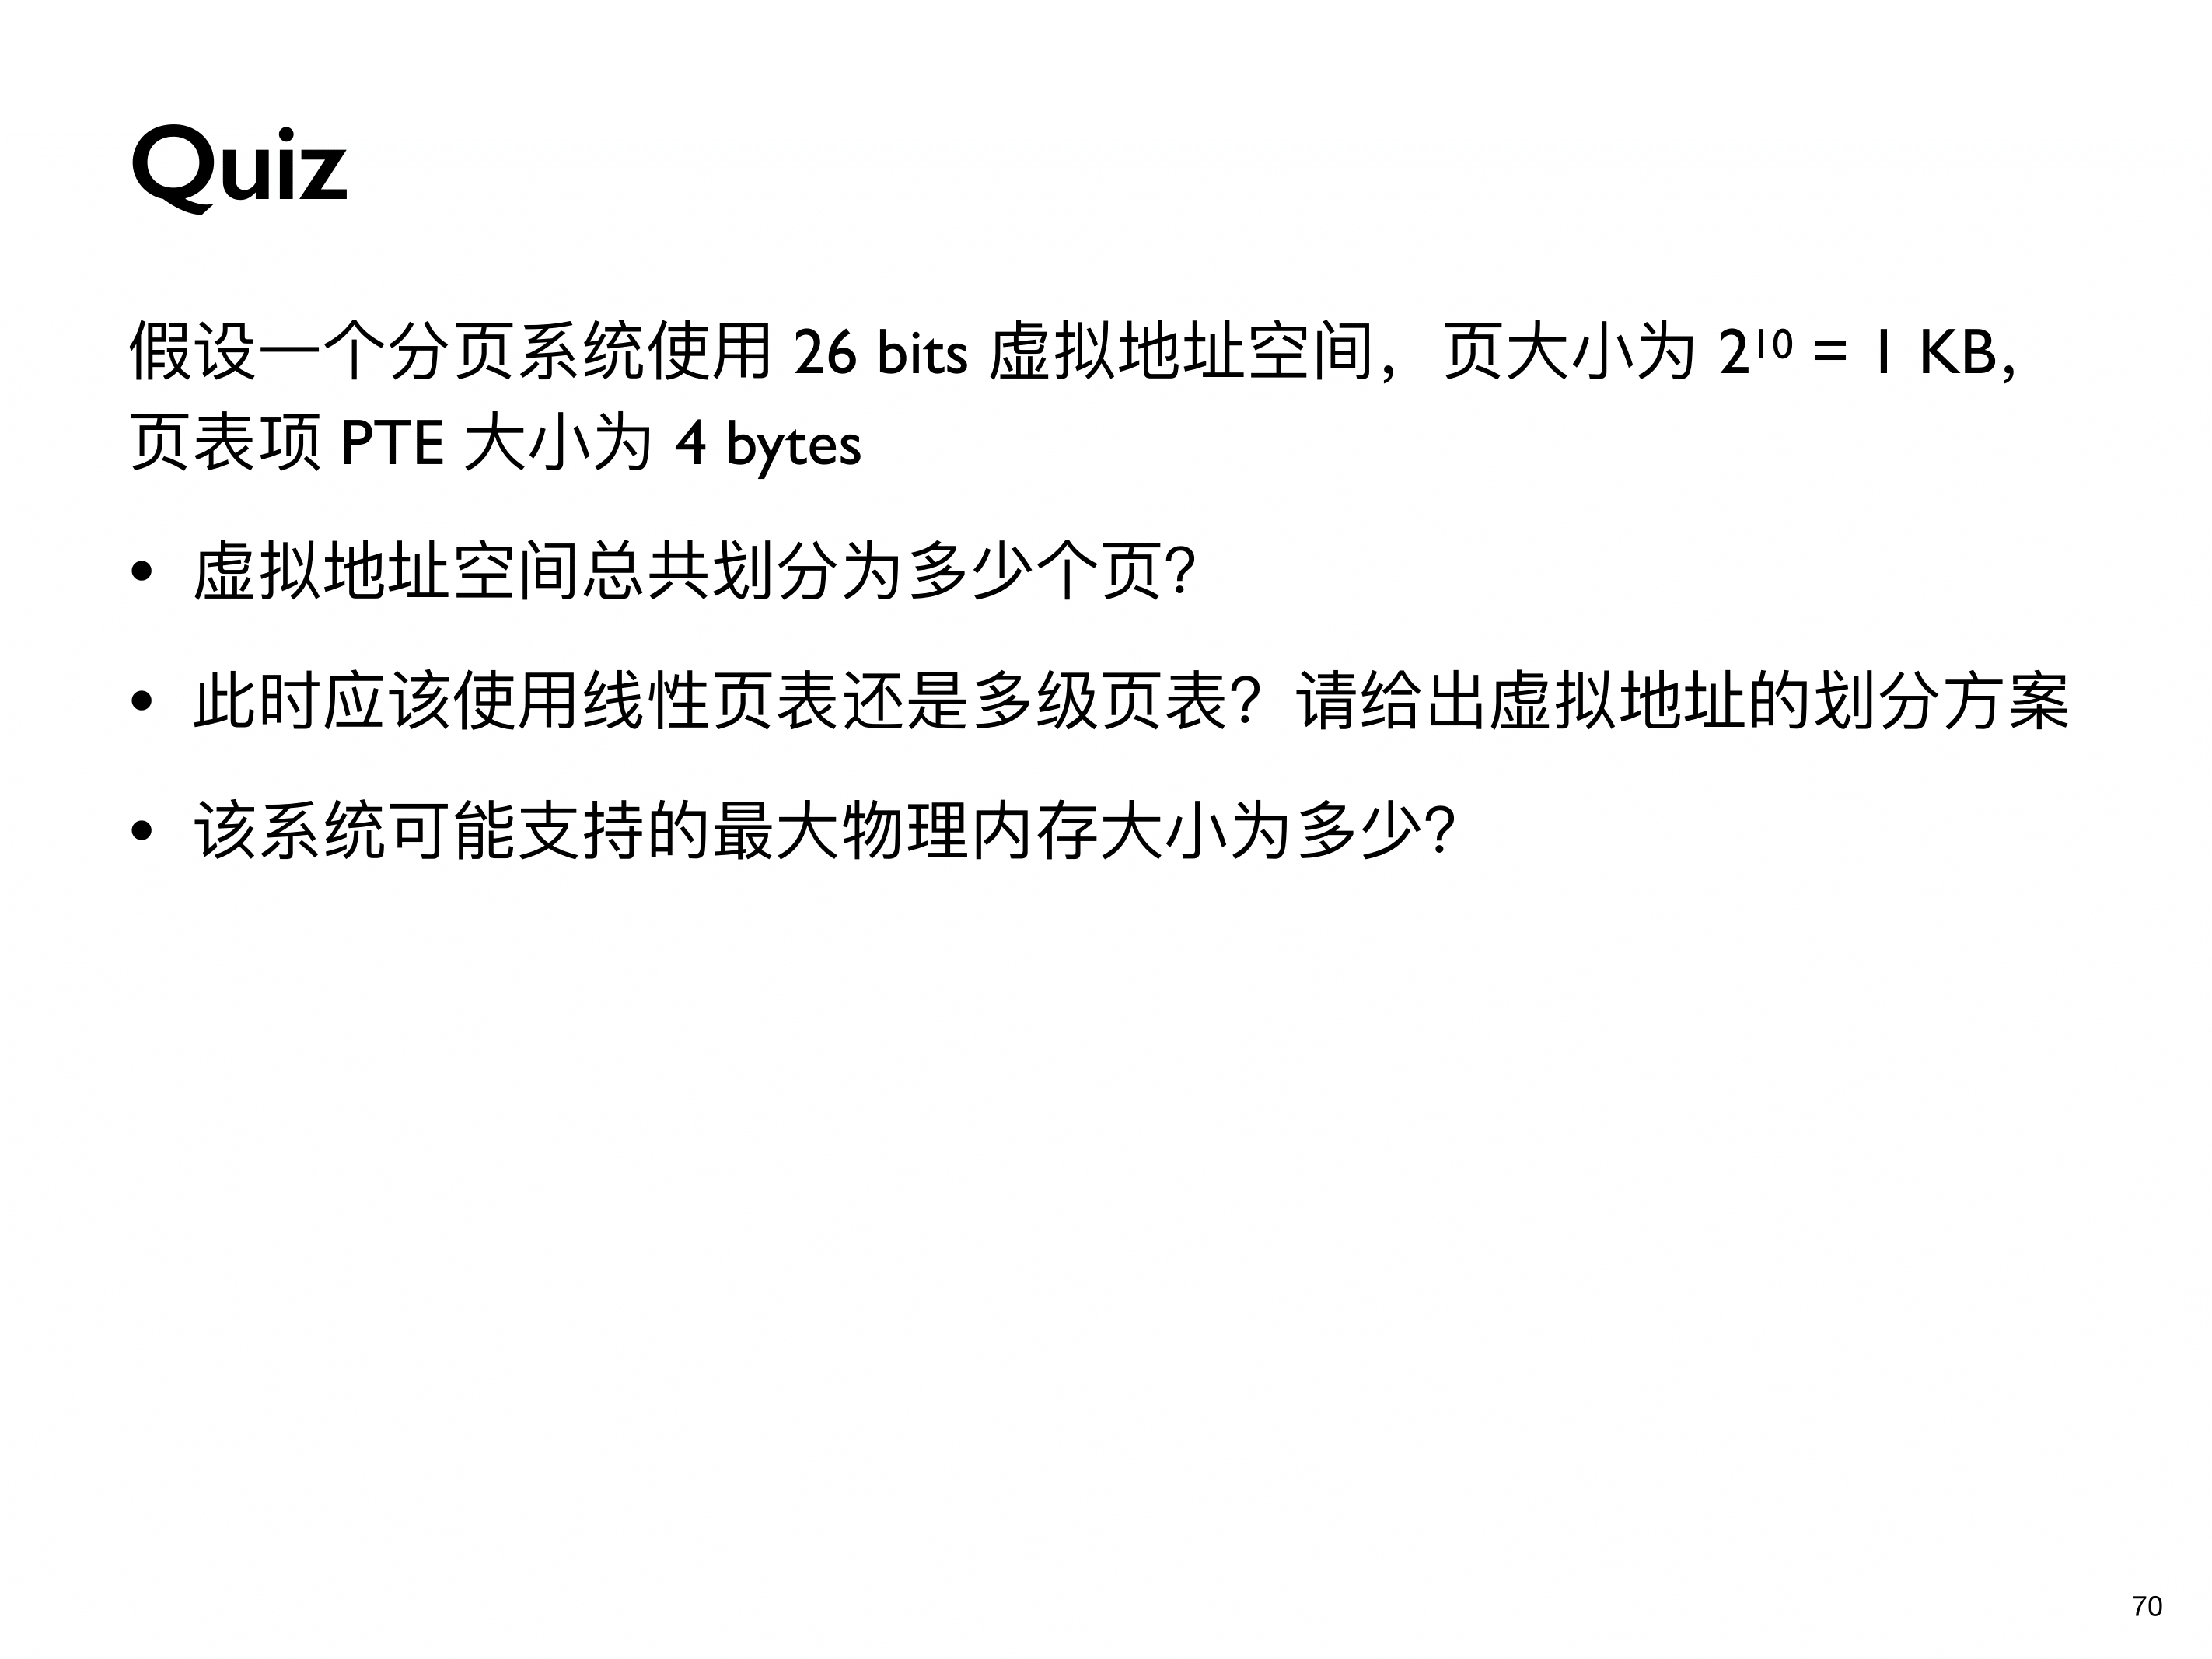 Quiz
假设一个分页系统使用 26 bits 虚拟地址空间，页大小为 2¹⁰ = 1 KB,
页表项 PTE 大小为 4 bytes
• 虚拟地址空间总共划分为多少个页？
• 此时应该使用线性页表还是多级页表？请给出虚拟地址的划分方案
• 该系统可能支持的最大物理内存大小为多少？
70